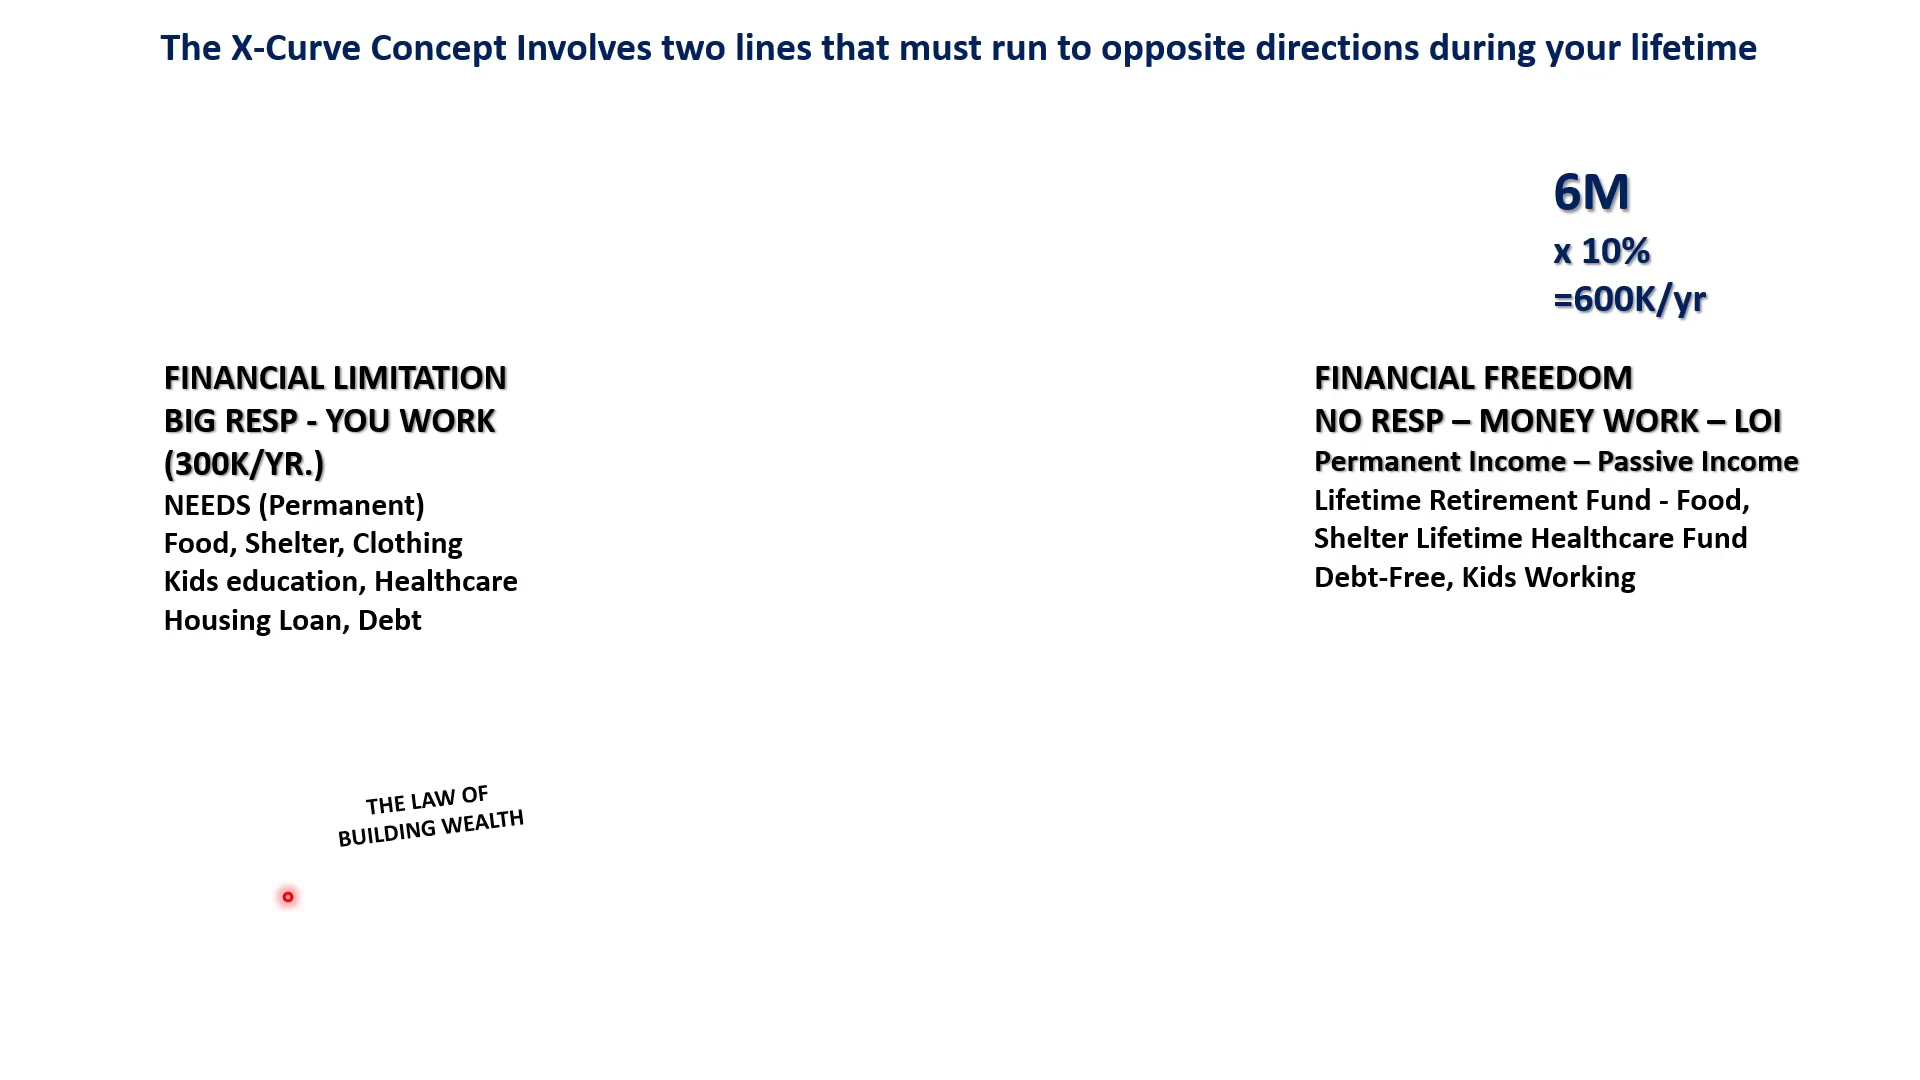 The X-Curve Concept Involves two lines that must run to opposite directions during your lifetime
6M
x 10%
=600K/yr
FINANCIAL LIMITATION
BIG RESP - YOU WORK
(300K/YR.)
NEEDS (Permanent)
Food, Shelter, Clothing
Kids education, Healthcare
Housing Loan, Debt
FINANCIAL FREEDOM
NO RESP – MONEY WORK – LOI
Permanent Income – Passive Income
Lifetime Retirement Fund - Food,
Shelter Lifetime Healthcare Fund
Debt-Free, Kids Working
THE LAW OF
BUILDING WEALTH